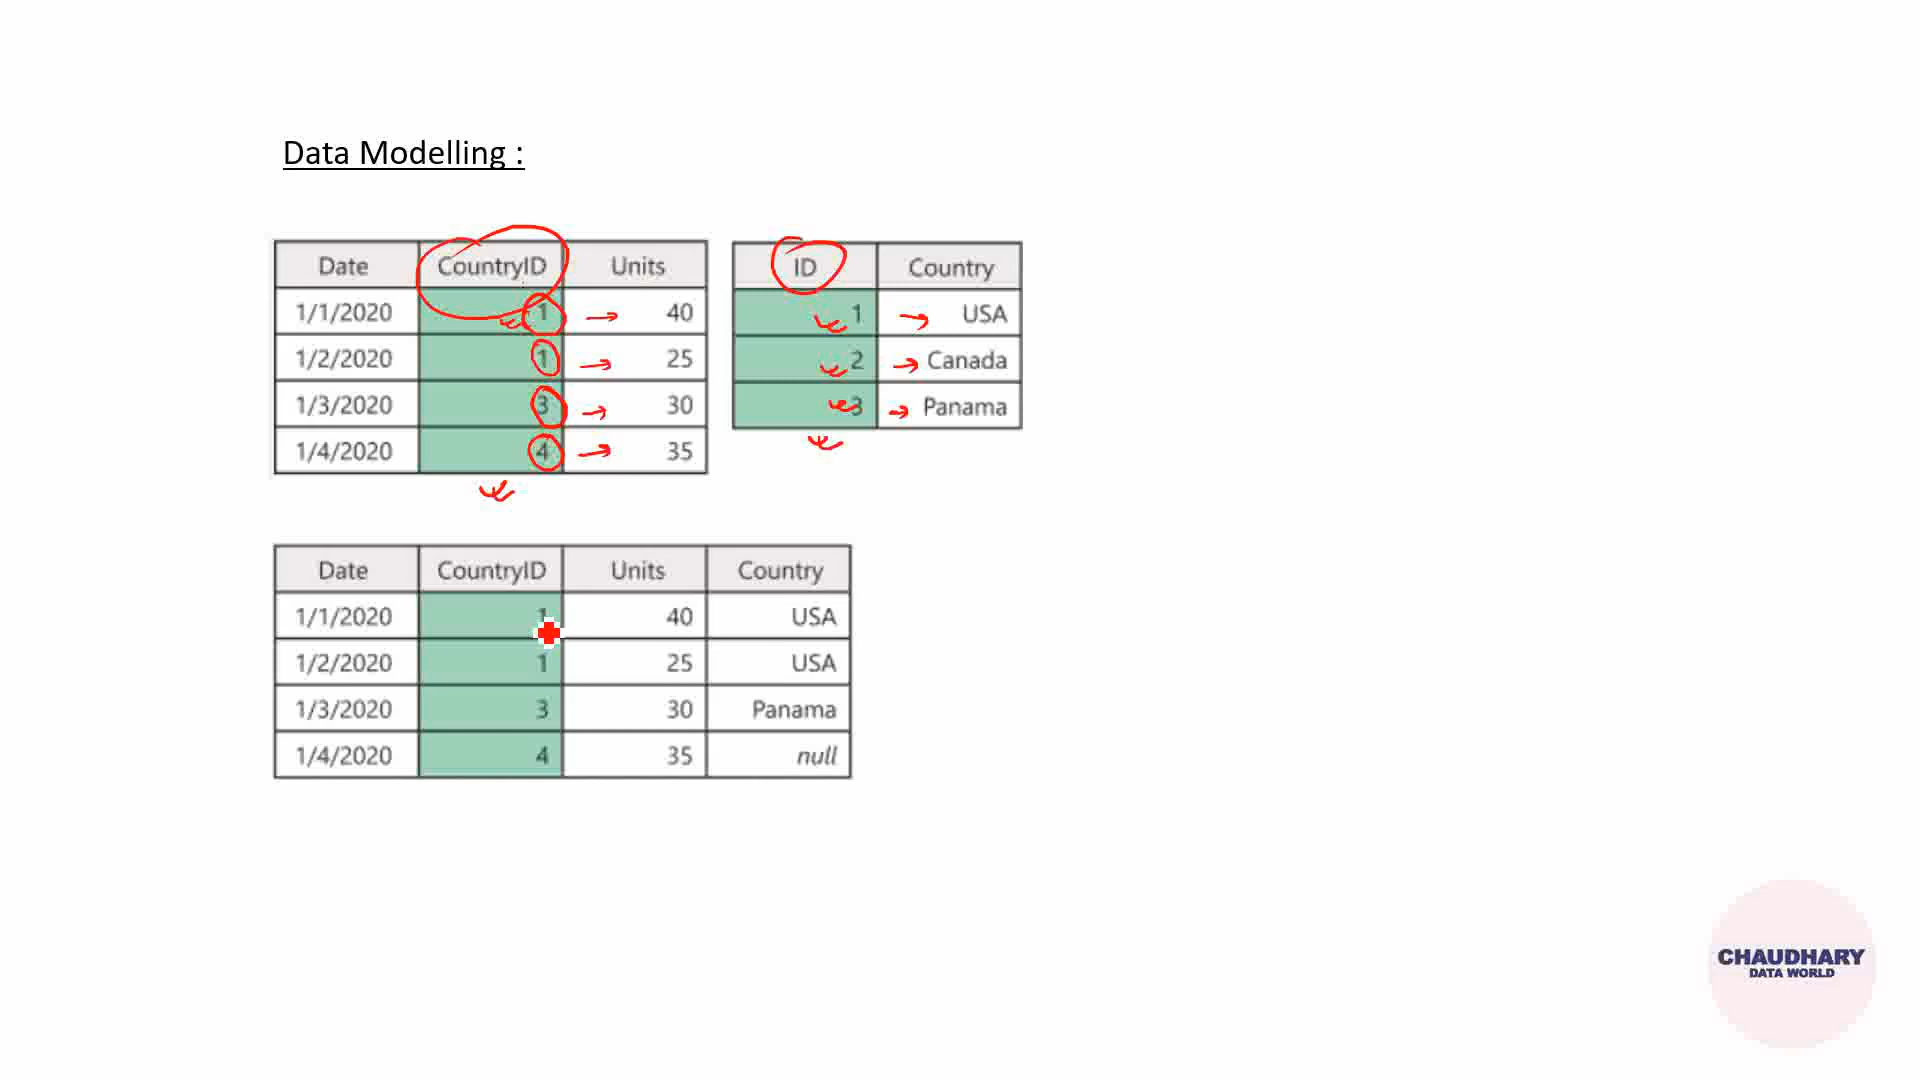 Data Modelling :
Date CountryID Units
1/1/2020 1 40
1/2/2020 1 25
1/3/2020 3 30
1/4/2020 4 35
ID Country
1 USA
2 Canada
3 Panama
Date CountryID Units Country
1/1/2020 1 40 USA
1/2/2020 1 25 USA
1/3/2020 3 30 Panama
1/4/2020 4 35 null
CHAUDHARY
DATA WORLD